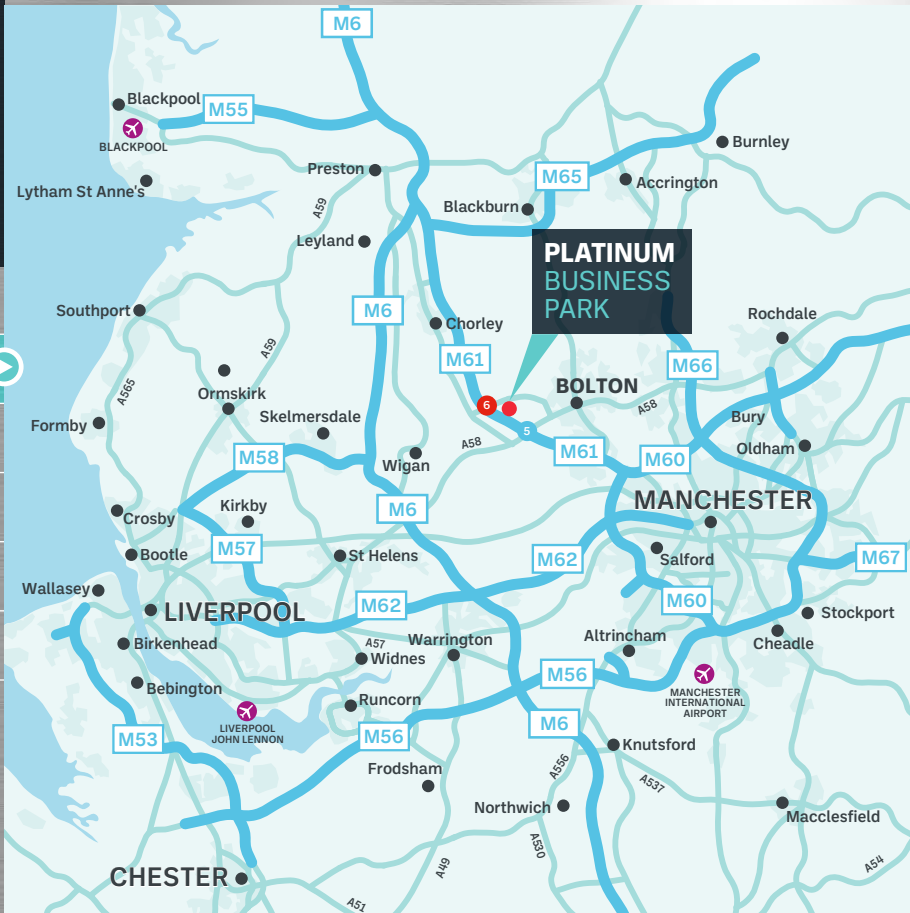 M6
Blackpool
M55
BLACKPOOL
Burnley
Preston
M65
Accrington
Lytham St Anne's
A59
Blackburn
Leyland
PLATINUM
BUSINESS
PARK
M6
Southport
Chorley
Rochdale
A59
M61
M66
Ormskirk
A565
BOLTON
6
A58
Skelmersdale
Bury
Formby
5
A58
Oldham
M58
Wigan
M61
M60
Kirkby
M6
MANCHESTER
Crosby
M57
Bootle
St Helens
M62
Salford
M67
Wallasey
LIVERPOOL
M62
M60
Stockport
Birkenhead
A57
Warrington
Altrincham
Cheadle
Widnes
Bebington
M56
Runcorn
MANCHESTER
INTERNATIONAL
AIRPORT
LIVERPOOL
JOHN LENNON
M53
M56
M6
Knutsford
Frodsham
A556
A537
Northwich
Macclesfield
A530
A49
A54
CHESTER
A51